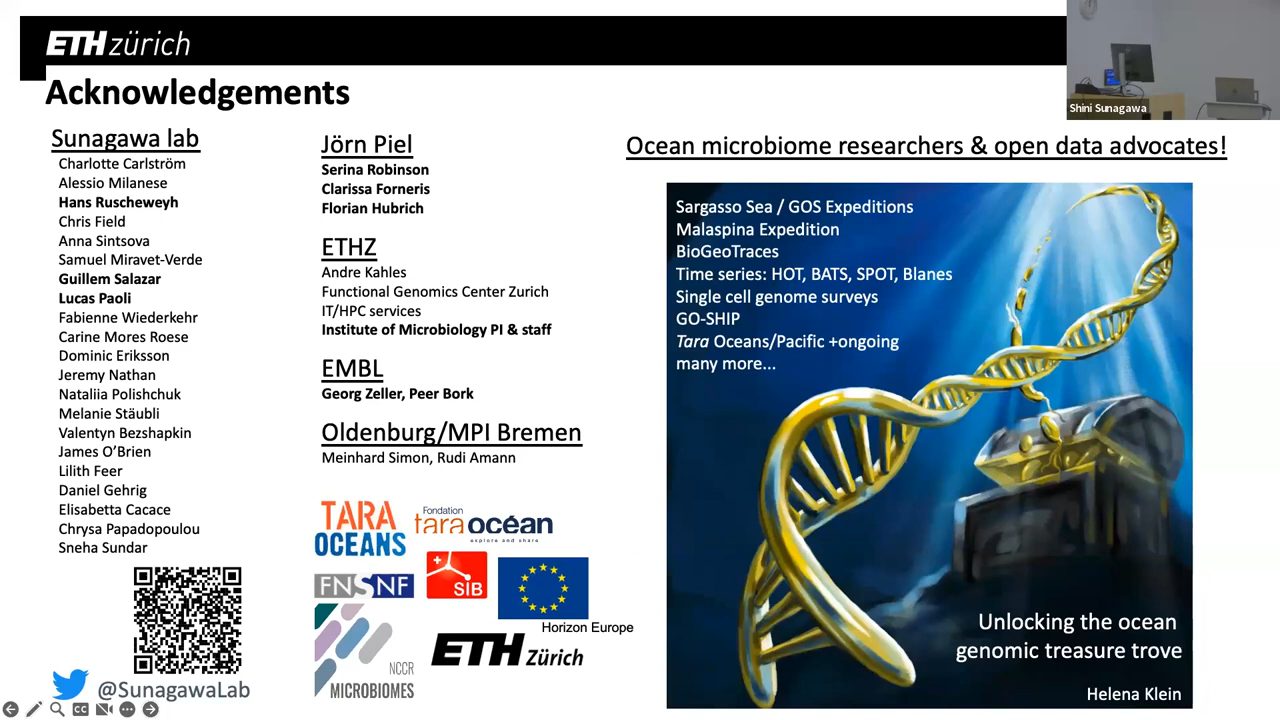 ETH zürich
Shini Sunagawa
Acknowledgements
Sunagawa lab
Charlotte Carlström
Alessio Milanese
Hans Ruscheweyh
Chris Field
Anna Sintsova
Samuel Miravet-Verde
Guillem Salazar
Lucas Paoli
Fabienne Wiederkehr
Carine Mores Roese
Dominic Eriksson
Jeremy Nathan
Nataliia Polishchuk
Melanie Stäubli
Valentyn Bezshapkin
James O’Brien
Lilith Feer
Daniel Gehrig
Elisabetta Cacace
Chrysa Papadopoulou
Sneha Sundar
@SunagawaLab
Jörn Piel
Serina Robinson
Clarissa Forneris
Florian Hubrich
ETHZ
Andre Kahles
Functional Genomics Center Zurich
IT/HPC services
Institute of Microbiology PI & staff
EMBL
Georg Zeller, Peer Bork
Oldenburg/MPI Bremen
Meinhard Simon, Rudi Amann
TARA
OCEANS
Fondation
tara océan
explore and share
FNSNF
SIB
Horizon Europe
NCCR
MICROBIOMES
ETH Zürich
Ocean microbiome researchers & open data advocates!
Sargasso Sea / GOS Expeditions
Malaspina Expedition
BioGeoTraces
Time series: HOT, BATS, SPOT, Blanes
Single cell genome surveys
GO-SHIP
Tara Oceans/Pacific +ongoing
many more...
Unlocking the ocean
genomic treasure trove
Helena Klein
CC